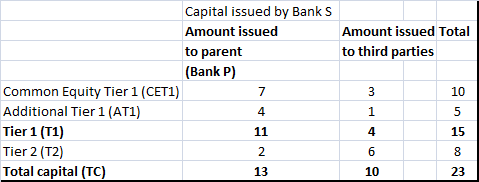 Capital issued by Bank S
Amount issued to parent (Bank P) Amount issued to third parties Total
Common Equity Tier 1 (CET1) 7 3 10
Additional Tier 1 (AT1) 4 1 5
Tier 1 (T1) 11 4 15
Tier 2 (T2) 2 6 8
Total capital (TC) 13 10 23